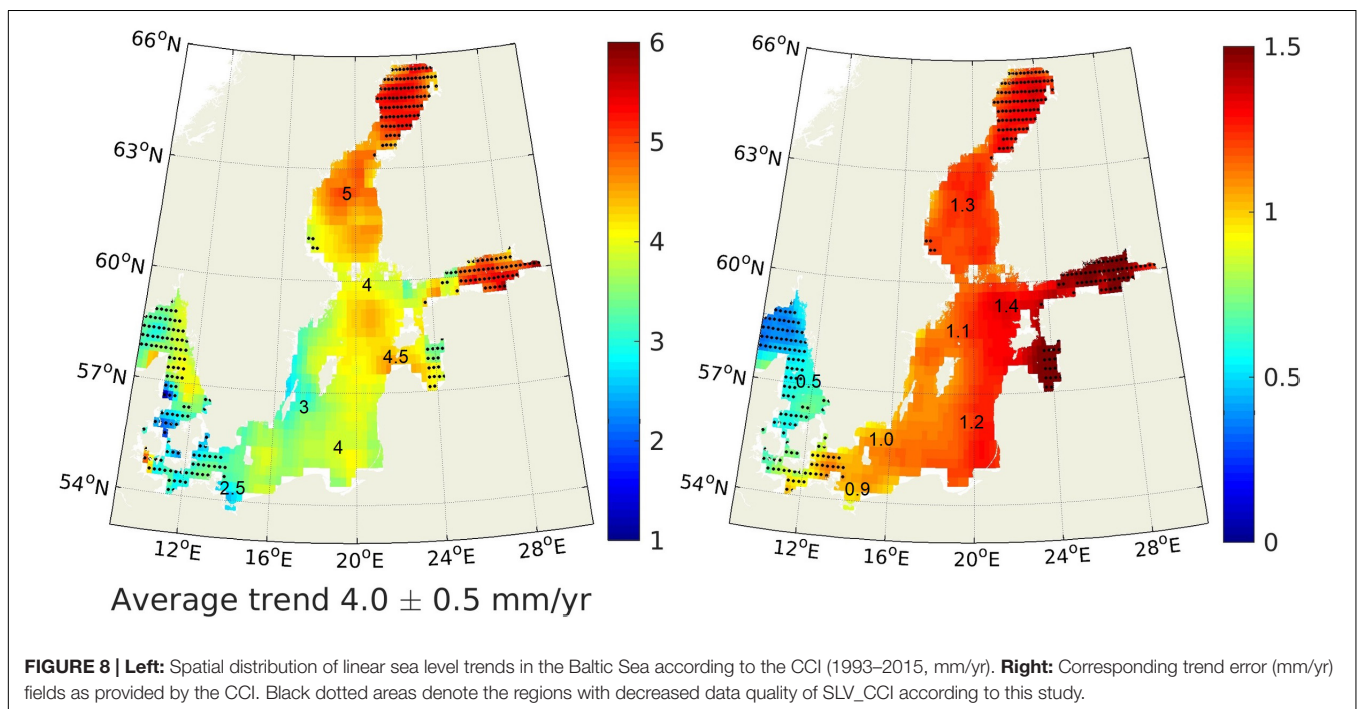 66°N
63°N
60°N
57°N
54°N
12°E
16°E
20°E
24°E
28°E
5
4
4.5
3
4
2.5
6
5
4
3
2
1
Average trend 4.0 ± 0.5 mm/yr
66°N
63°N
60°N
57°N
54°N
12°E
16°E
20°E
24°E
28°E
1.3
1.4
1.1
0.5
1.2
1.0
0.9
1.5
1
0.5
0
FIGURE 8 | Left: Spatial distribution of linear sea level trends in the Baltic Sea according to the CCI (1993–2015, mm/yr). Right: Corresponding trend error (mm/yr)
fields as provided by the CCI. Black dotted areas denote the regions with decreased data quality of SLV_CCI according to this study.